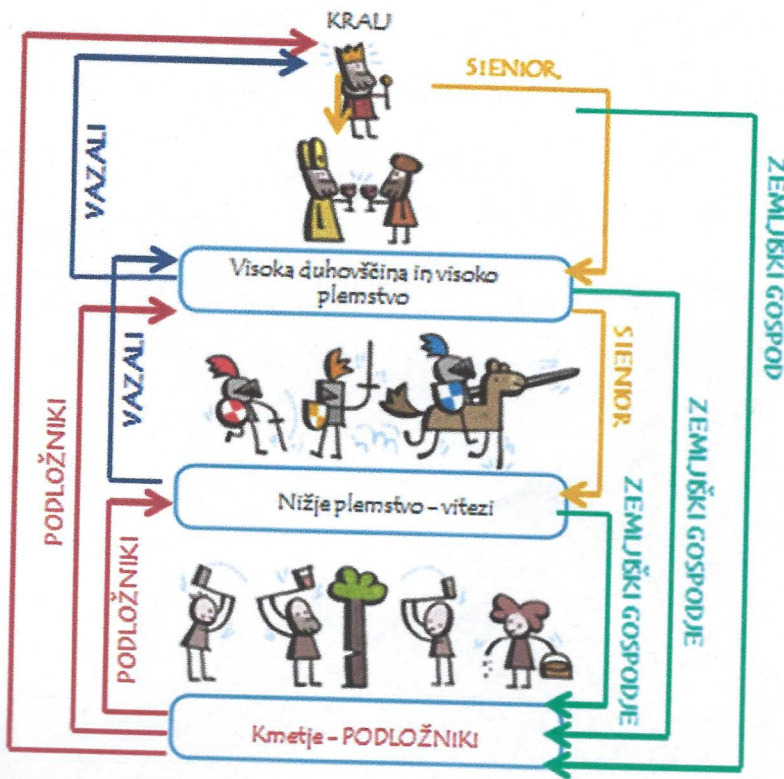 KRALJ
SIENIOR
VAZALI
ZEMLJIŠKI GOSPOD
Visoka duhovščina in visoko
plemstvo
VAZALI
SIENIOR
PODLOŽNIKI
ZEMLJIŠKI GOSPODJE
Nižje plemstvo – vitezi
ZEMLJIŠKI GOSPODJE
PODLOŽNIKI
Kmetje – PODLOŽNIKI